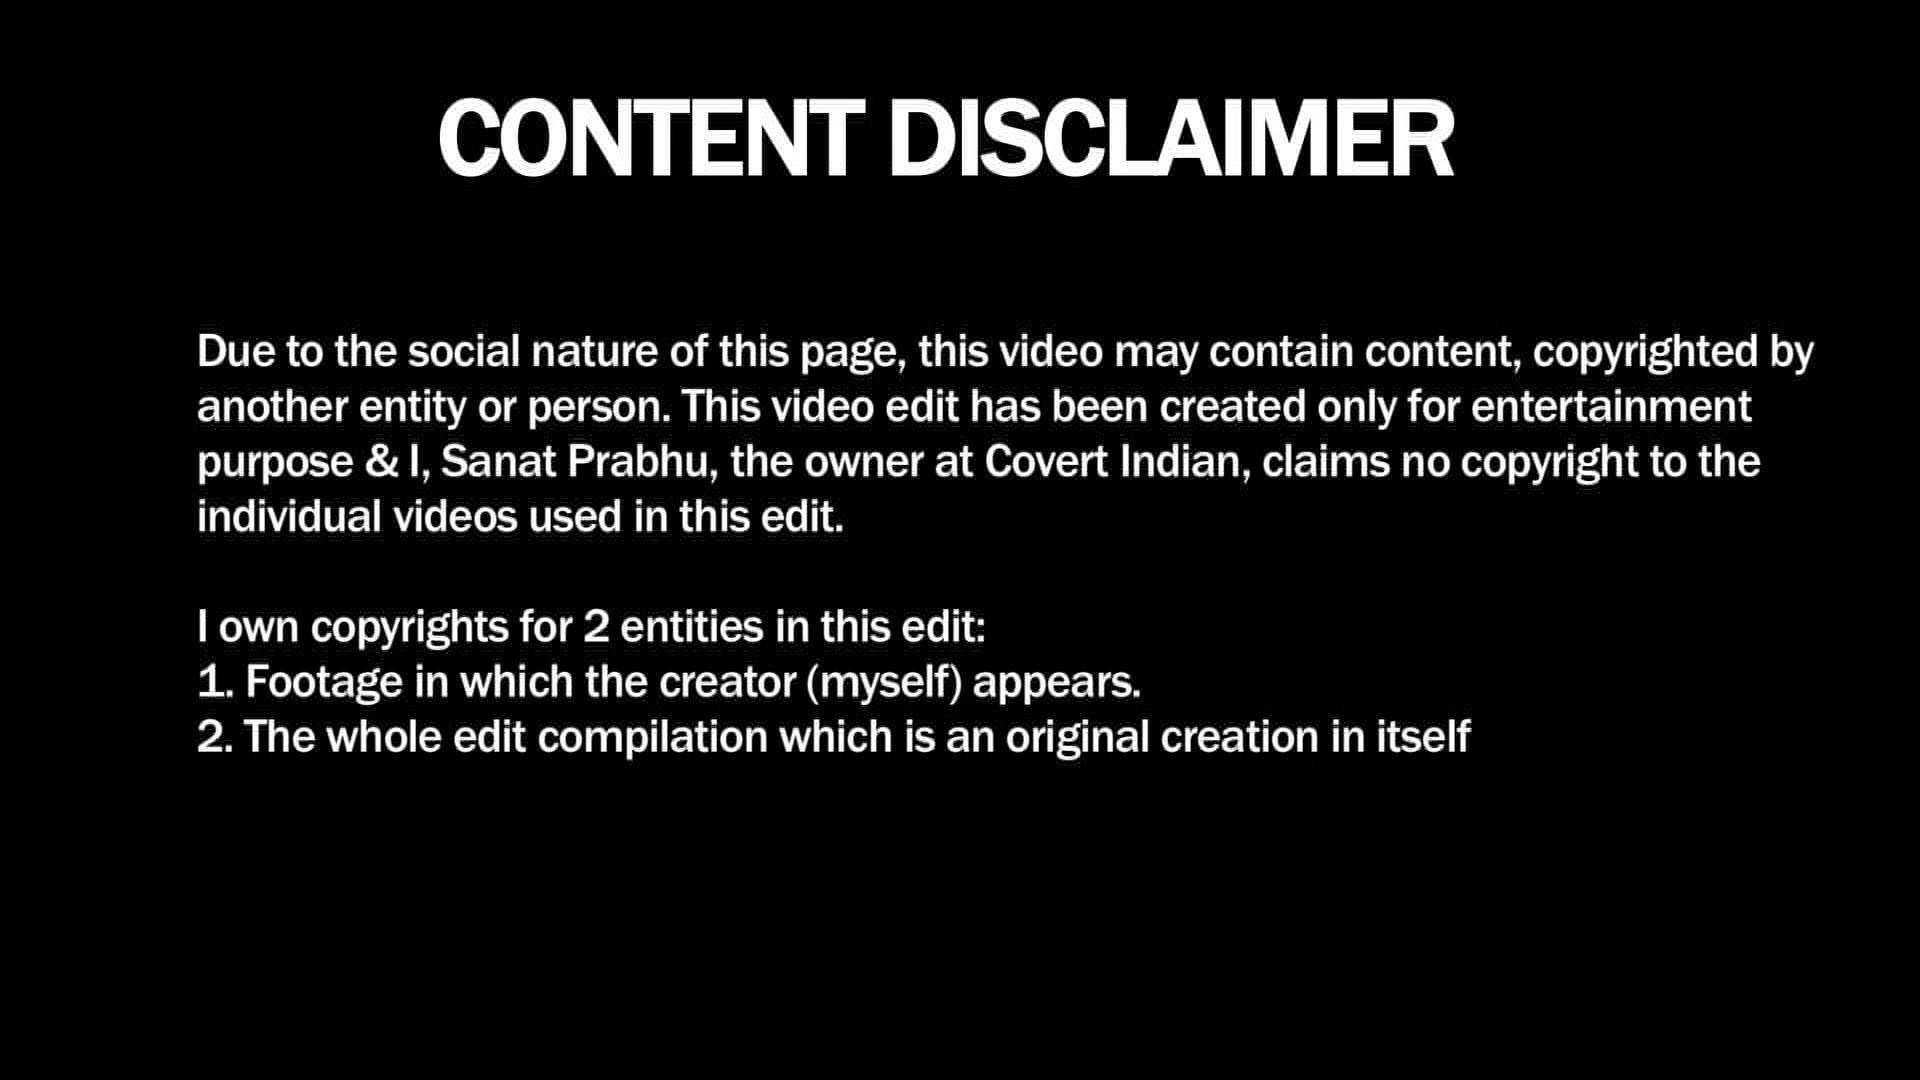 CONTENT DISCLAIMER
Due to the social nature of this page, this video may contain content, copyrighted by
another entity or person. This video edit has been created only for entertainment
purpose & I, Sanat Prabhu, the owner at Covert Indian, claims no copyright to the
individual videos used in this edit.
I own copyrights for 2 entities in this edit:
1. Footage in which the creator (myself) appears.
2. The whole edit compilation which is an original creation in itself